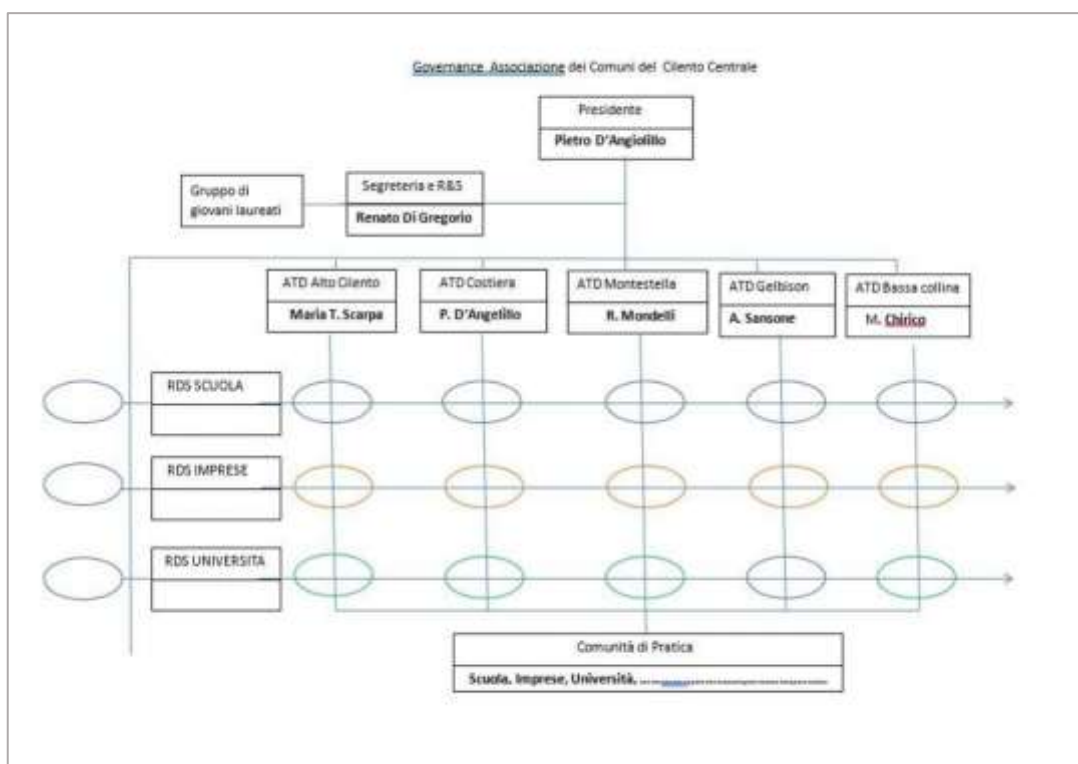 Governance Associazione dei Comuni del Cilento Centrale
Presidente
Pietro D'Angiolillo
Gruppo di
giovani laureati
Segreteria e R&S
Renato Di Gregorio
ATD Alto Cilento
Maria T. Scarpa
ATD Costiera
P. D'Angelillo
ATD Montestella
R. Mondelli
ATD Gelbison
A. Sansone
ATD Bassa collina
M. Chirico
RDS SCUOLA
RDS IMPRESE
RDS UNIVERSITA
Comunità di Pratica
Scuola, Imprese, Università,